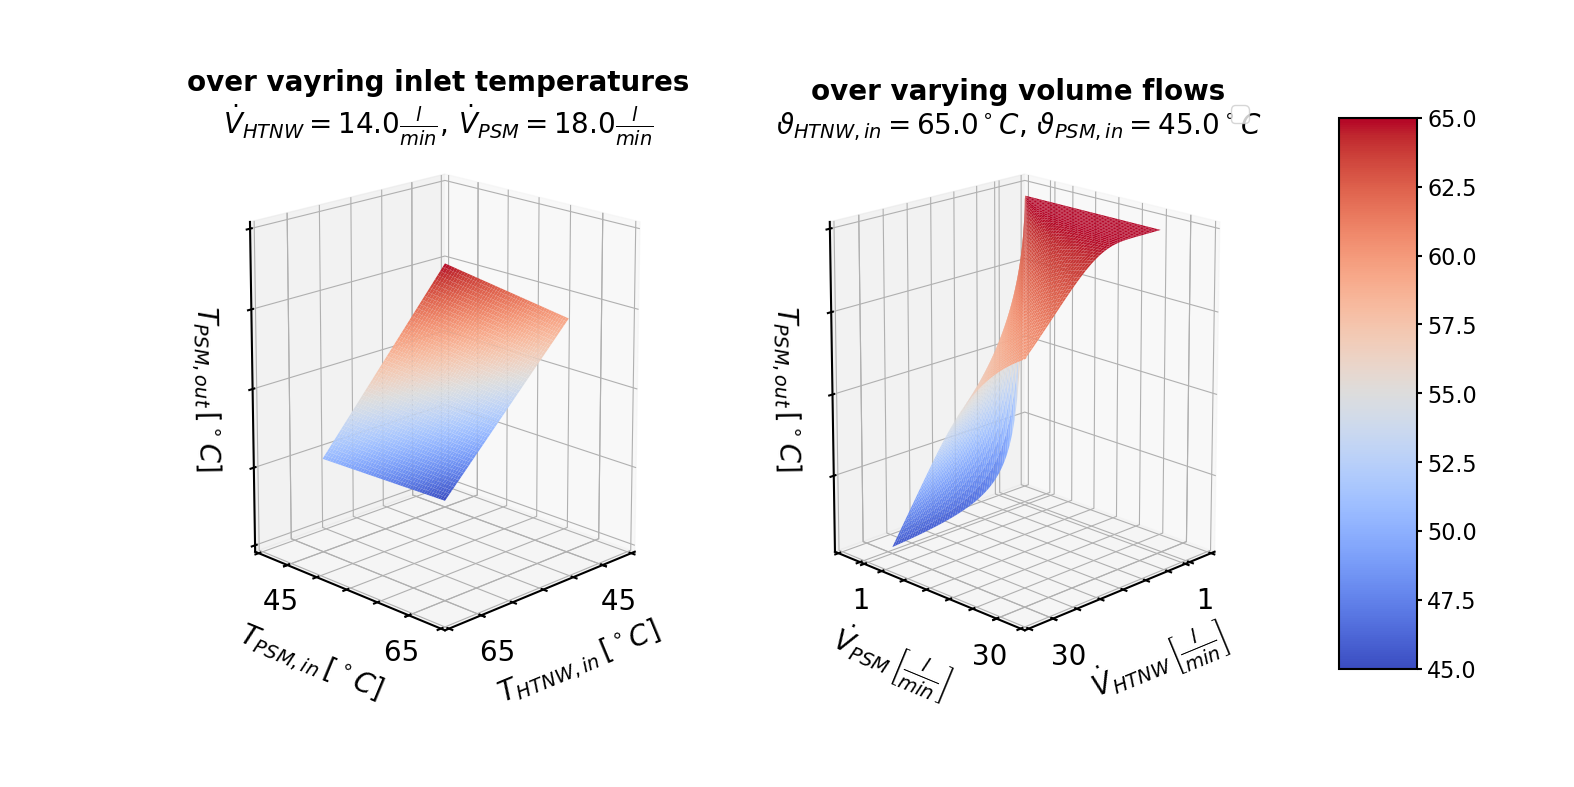 over vayring inlet temperatures
V̇_HTNW = 14.0 l/min, V̇_PSM = 18.0 l/min
T_PSM,out [°C]
45
65
T_PSM,in [°C]
65
45
T_HTNW,in [°C]
over varying volume flows
ϑ_HTNW,in = 65.0°C, ϑ_PSM,in = 45.0°C
T_PSM,out [°C]
1
30
V̇_PSM [l/min]
30
1
V̇_HTNW [l/min]
65.0
62.5
60.0
57.5
55.0
52.5
50.0
47.5
45.0